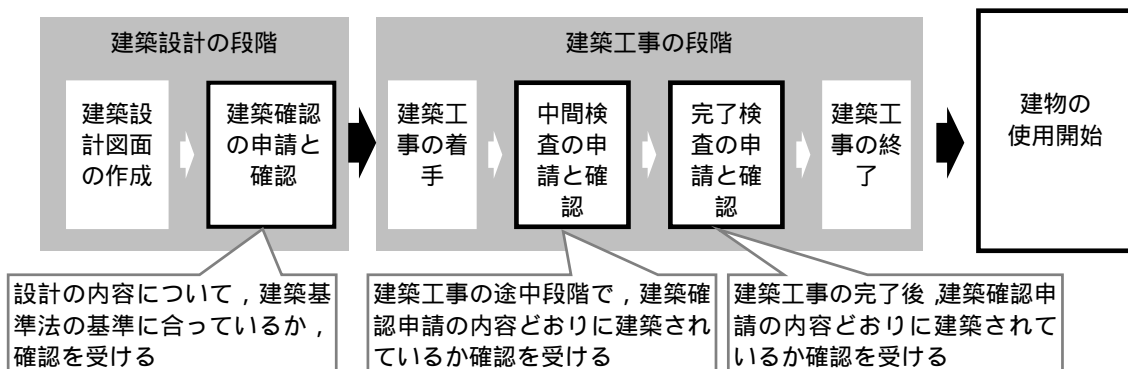 建築設計の段階
建築設
計図面
の作成
建築確認
の申請と
確認
建築工事の段階
建築工
事の着
手
中間検
査の申
請と確
認
完了検
査の申
請と確
認
建築工
事の終
了
建物の
使用開始
設計の内容について，建築基
準法の基準に合っているか，
確認を受ける
建築工事の途中段階で，建築確
認申請の内容どおりに建築され
ているか確認を受ける
建築工事の完了後，建築確認申
請の内容どおりに建築されて
いるか確認を受ける